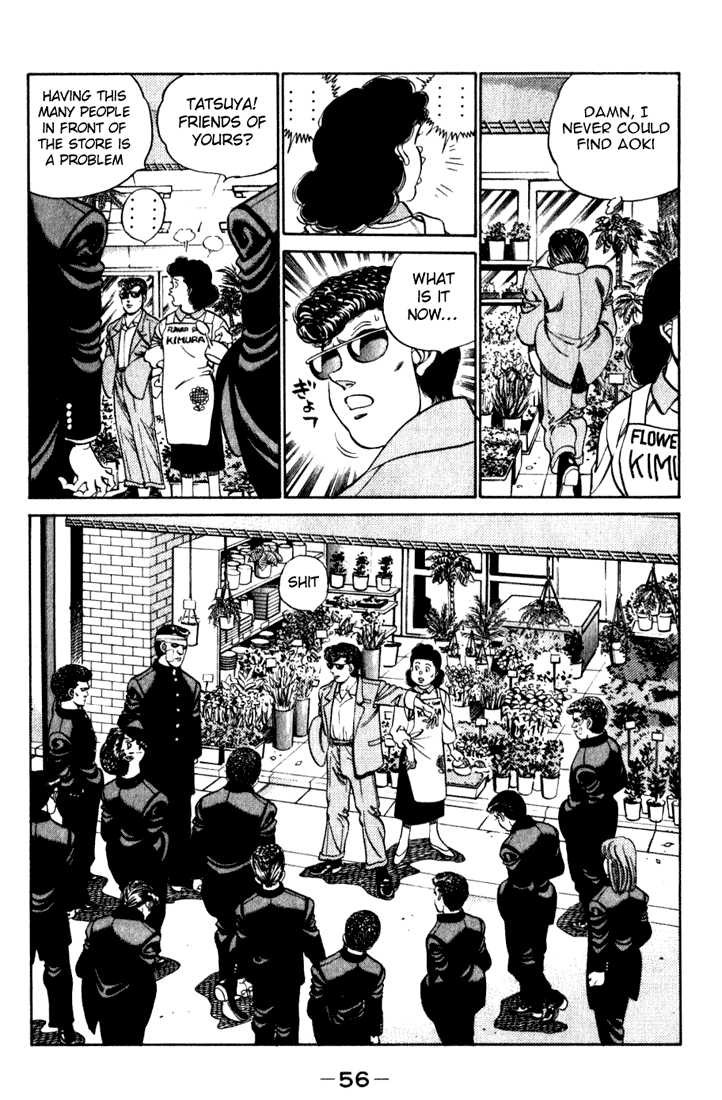 DAMN, I
NEVER COULD
FIND AOKI
FLOWE
KIMU
WHAT
IS IT
NOW...
ぎょっ
TATSUYA!
FRIENDS OF
YOURS?
HAVING THIS
MANY PEOPLE
IN FRONT OF
THE STORE IS
A PROBLEM
FLOWER
KIMURA
SHIT
—56—